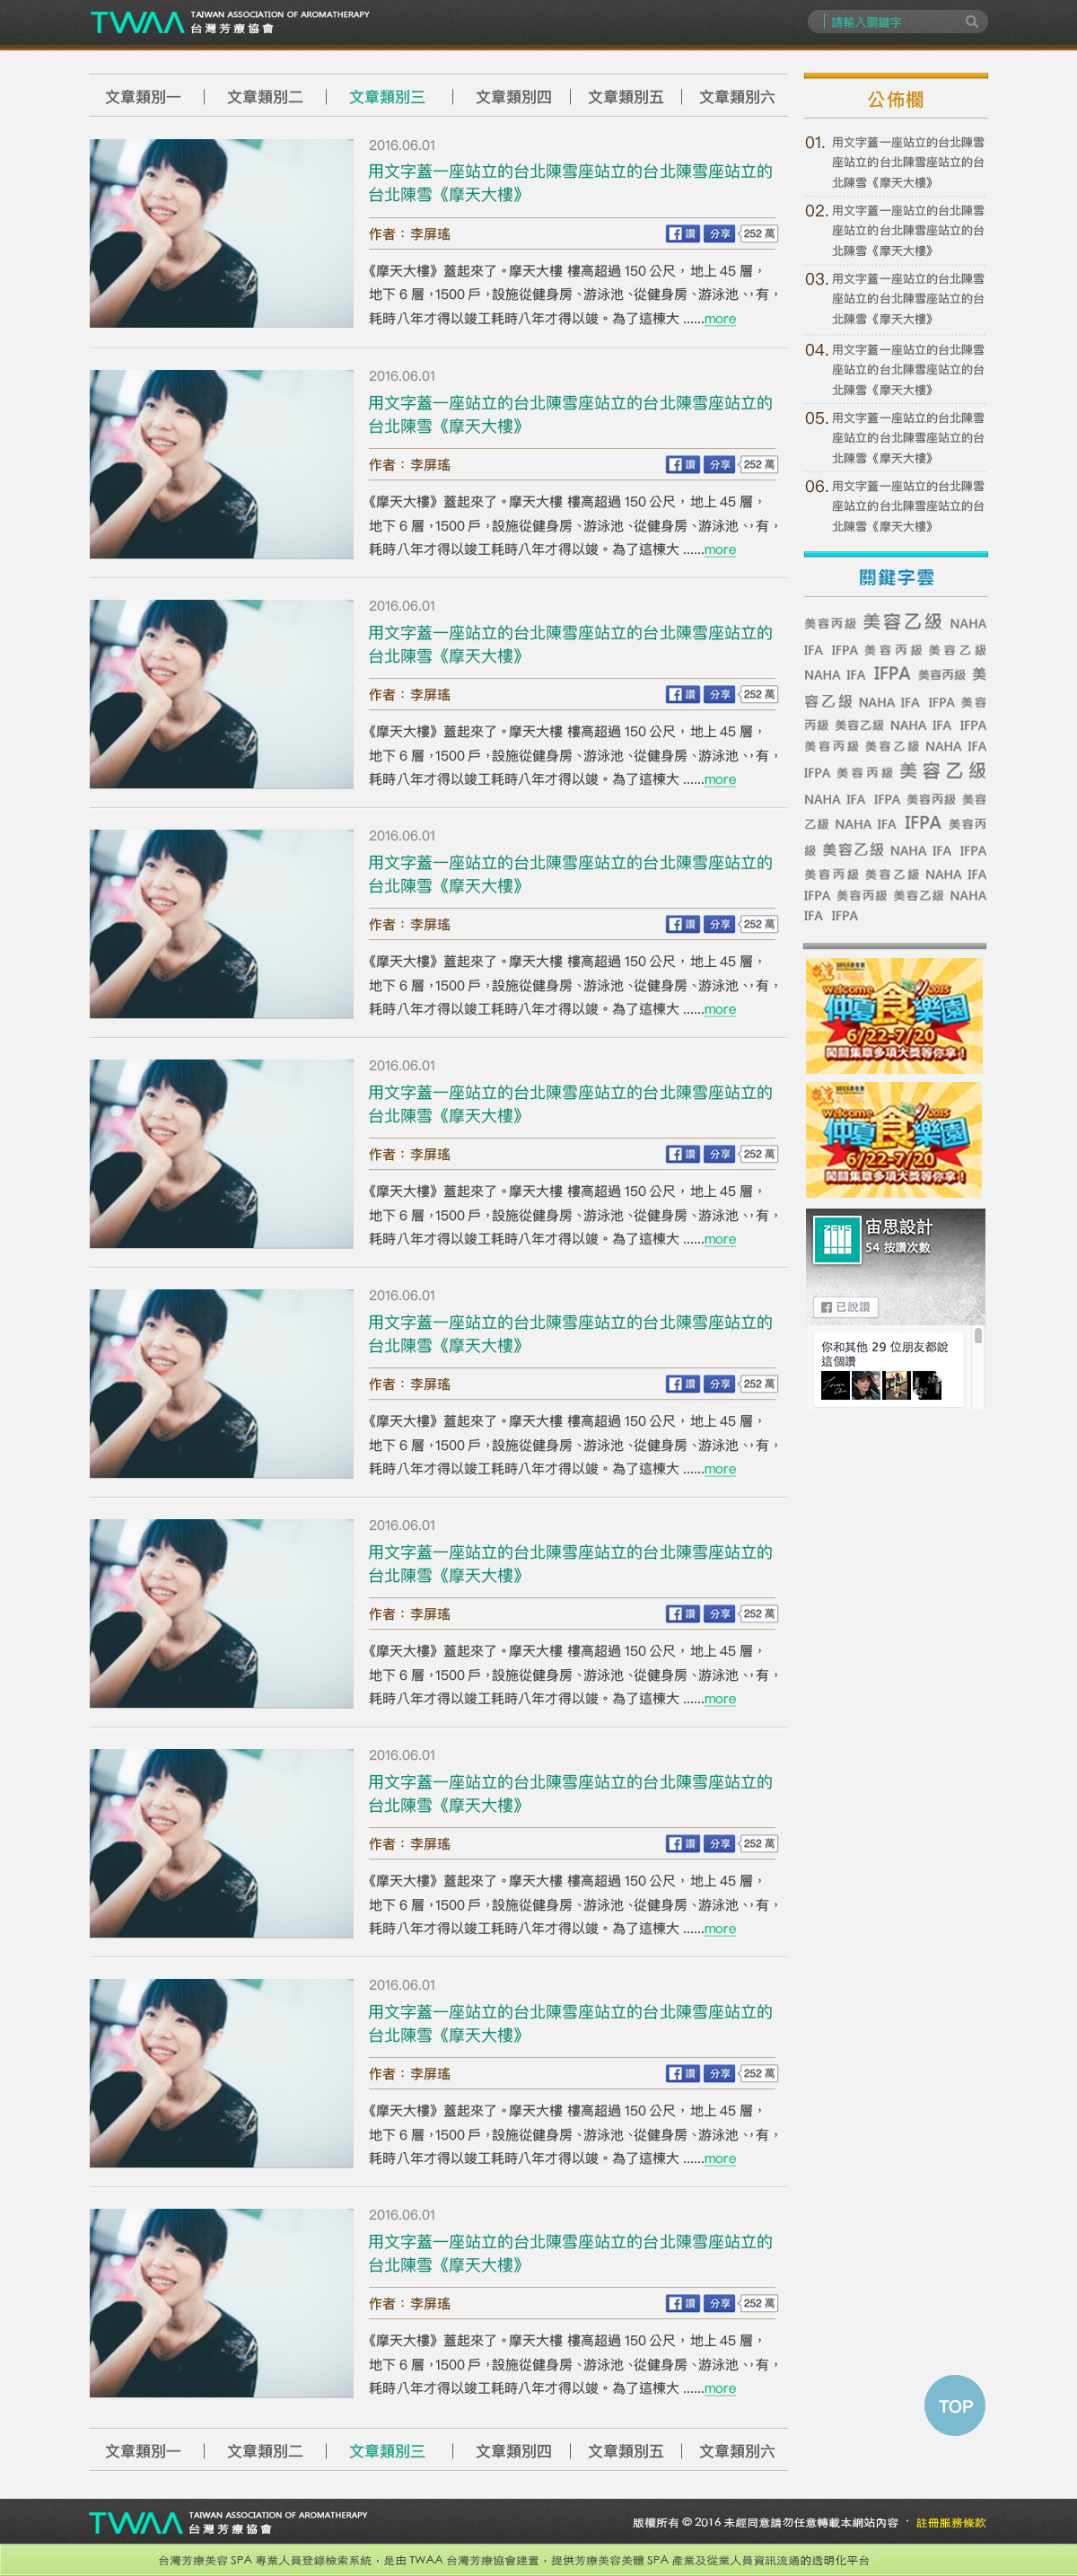 TWAA TAIWAN ASSOCIATION OF AROMATHERAPY
台灣芳療協會
請輸入關鍵字
文章類別一 文章類別二 文章類別三 文章類別四 文章類別五 文章類別六
2016.06.01
用文字蓋一座站立的台北陳雪座站立的台北陳雪座站立的
台北陳雪《摩天大樓》
作者：李屏瑤
讚 分享 252 萬
《摩天大樓》蓋起來了。摩天大樓 樓高超過 150 公尺，地上 45 層，
地下 6 層，1500 戶，設施從健身房、游泳池、從健身房、游泳池、，有，
耗時八年才得以竣工耗時八年才得以竣。為了這棟大 ......more
2016.06.01
用文字蓋一座站立的台北陳雪座站立的台北陳雪座站立的
台北陳雪《摩天大樓》
作者：李屏瑤
讚 分享 252 萬
《摩天大樓》蓋起來了。摩天大樓 樓高超過 150 公尺，地上 45 層，
地下 6 層，1500 戶，設施從健身房、游泳池、從健身房、游泳池、，有，
耗時八年才得以竣工耗時八年才得以竣。為了這棟大 ......more
2016.06.01
用文字蓋一座站立的台北陳雪座站立的台北陳雪座站立的
台北陳雪《摩天大樓》
作者：李屏瑤
讚 分享 252 萬
《摩天大樓》蓋起來了。摩天大樓 樓高超過 150 公尺，地上 45 層，
地下 6 層，1500 戶，設施從健身房、游泳池、從健身房、游泳池、，有，
耗時八年才得以竣工耗時八年才得以竣。為了這棟大 ......more
2016.06.01
用文字蓋一座站立的台北陳雪座站立的台北陳雪座站立的
台北陳雪《摩天大樓》
作者：李屏瑤
讚 分享 252 萬
《摩天大樓》蓋起來了。摩天大樓 樓高超過 150 公尺，地上 45 層，
地下 6 層，1500 戶，設施從健身房、游泳池、從健身房、游泳池、，有，
耗時八年才得以竣工耗時八年才得以竣。為了這棟大 ......more
2016.06.01
用文字蓋一座站立的台北陳雪座站立的台北陳雪座站立的
台北陳雪《摩天大樓》
作者：李屏瑤
讚 分享 252 萬
《摩天大樓》蓋起來了。摩天大樓 樓高超過 150 公尺，地上 45 層，
地下 6 層，1500 戶，設施從健身房、游泳池、從健身房、游泳池、，有，
耗時八年才得以竣工耗時八年才得以竣。為了這棟大 ......more
2016.06.01
用文字蓋一座站立的台北陳雪座站立的台北陳雪座站立的
台北陳雪《摩天大樓》
作者：李屏瑤
讚 分享 252 萬
《摩天大樓》蓋起來了。摩天大樓 樓高超過 150 公尺，地上 45 層，
地下 6 層，1500 戶，設施從健身房、游泳池、從健身房、游泳池、，有，
耗時八年才得以竣工耗時八年才得以竣。為了這棟大 ......more
2016.06.01
用文字蓋一座站立的台北陳雪座站立的台北陳雪座站立的
台北陳雪《摩天大樓》
作者：李屏瑤
讚 分享 252 萬
《摩天大樓》蓋起來了。摩天大樓 樓高超過 150 公尺，地上 45 層，
地下 6 層，1500 戶，設施從健身房、游泳池、從健身房、游泳池、，有，
耗時八年才得以竣工耗時八年才得以竣。為了這棟大 ......more
2016.06.01
用文字蓋一座站立的台北陳雪座站立的台北陳雪座站立的
台北陳雪《摩天大樓》
作者：李屏瑤
讚 分享 252 萬
《摩天大樓》蓋起來了。摩天大樓 樓高超過 150 公尺，地上 45 層，
地下 6 層，1500 戶，設施從健身房、游泳池、從健身房、游泳池、，有，
耗時八年才得以竣工耗時八年才得以竣。為了這棟大 ......more
2016.06.01
用文字蓋一座站立的台北陳雪座站立的台北陳雪座站立的
台北陳雪《摩天大樓》
作者：李屏瑤
讚 分享 252 萬
《摩天大樓》蓋起來了。摩天大樓 樓高超過 150 公尺，地上 45 層，
地下 6 層，1500 戶，設施從健身房、游泳池、從健身房、游泳池、，有，
耗時八年才得以竣工耗時八年才得以竣。為了這棟大 ......more
2016.06.01
用文字蓋一座站立的台北陳雪座站立的台北陳雪座站立的
台北陳雪《摩天大樓》
作者：李屏瑤
讚 分享 252 萬
《摩天大樓》蓋起來了。摩天大樓 樓高超過 150 公尺，地上 45 層，
地下 6 層，1500 戶，設施從健身房、游泳池、從健身房、游泳池、，有，
耗時八年才得以竣工耗時八年才得以竣。為了這棟大 ......more
文章類別一 文章類別二 文章類別三 文章類別四 文章類別五 文章類別六
公佈欄
01. 用文字蓋一座站立的台北陳雪
座站立的台北陳雪座站立的台
北陳雪《摩天大樓》
02. 用文字蓋一座站立的台北陳雪
座站立的台北陳雪座站立的台
北陳雪《摩天大樓》
03. 用文字蓋一座站立的台北陳雪
座站立的台北陳雪座站立的台
北陳雪《摩天大樓》
04. 用文字蓋一座站立的台北陳雪
座站立的台北陳雪座站立的台
北陳雪《摩天大樓》
05. 用文字蓋一座站立的台北陳雪
座站立的台北陳雪座站立的台
北陳雪《摩天大樓》
06. 用文字蓋一座站立的台北陳雪
座站立的台北陳雪座站立的台
北陳雪《摩天大樓》
關鍵字雲
美容丙級 美容乙級 NAHA
IFA IFPA 美容丙級 美容乙級
NAHA IFA IFPA 美容丙級 美
容乙級 NAHA IFA IFPA 美容
丙級 美容乙級 NAHA IFA IFPA
美容丙級 美容乙級 NAHA IFA
IFPA 美容丙級 美容乙級
NAHA IFA IFPA 美容丙級 美容
乙級 NAHA IFA IFPA 美容丙
級 美容乙級 NAHA IFA IFPA
美容丙級 美容乙級 NAHA IFA
IFPA 美容丙級 美容乙級 NAHA
IFA IFPA
welcome 2015
仲夏食樂園
6/22-7/20
闖關集章多項大獎等你拿！
welcome 2015
仲夏食樂園
6/22-7/20
闖關集章多項大獎等你拿！
ZEUS
宙思設計
54 按讚次數
已說讚
你和其他 29 位朋友都說
這個讚
TOP
TWAA TAIWAN ASSOCIATION OF AROMATHERAPY
台灣芳療協會
版權所有 © 2016 未經同意請勿任意轉載本網站內容 · 註冊服務條款
台灣芳療美容 SPA 專業人員登錄檢索系統，是由 TWAA 台灣芳療協會建置，提供芳療美容美體 SPA 產業及從業人員資訊流通的透明化平台